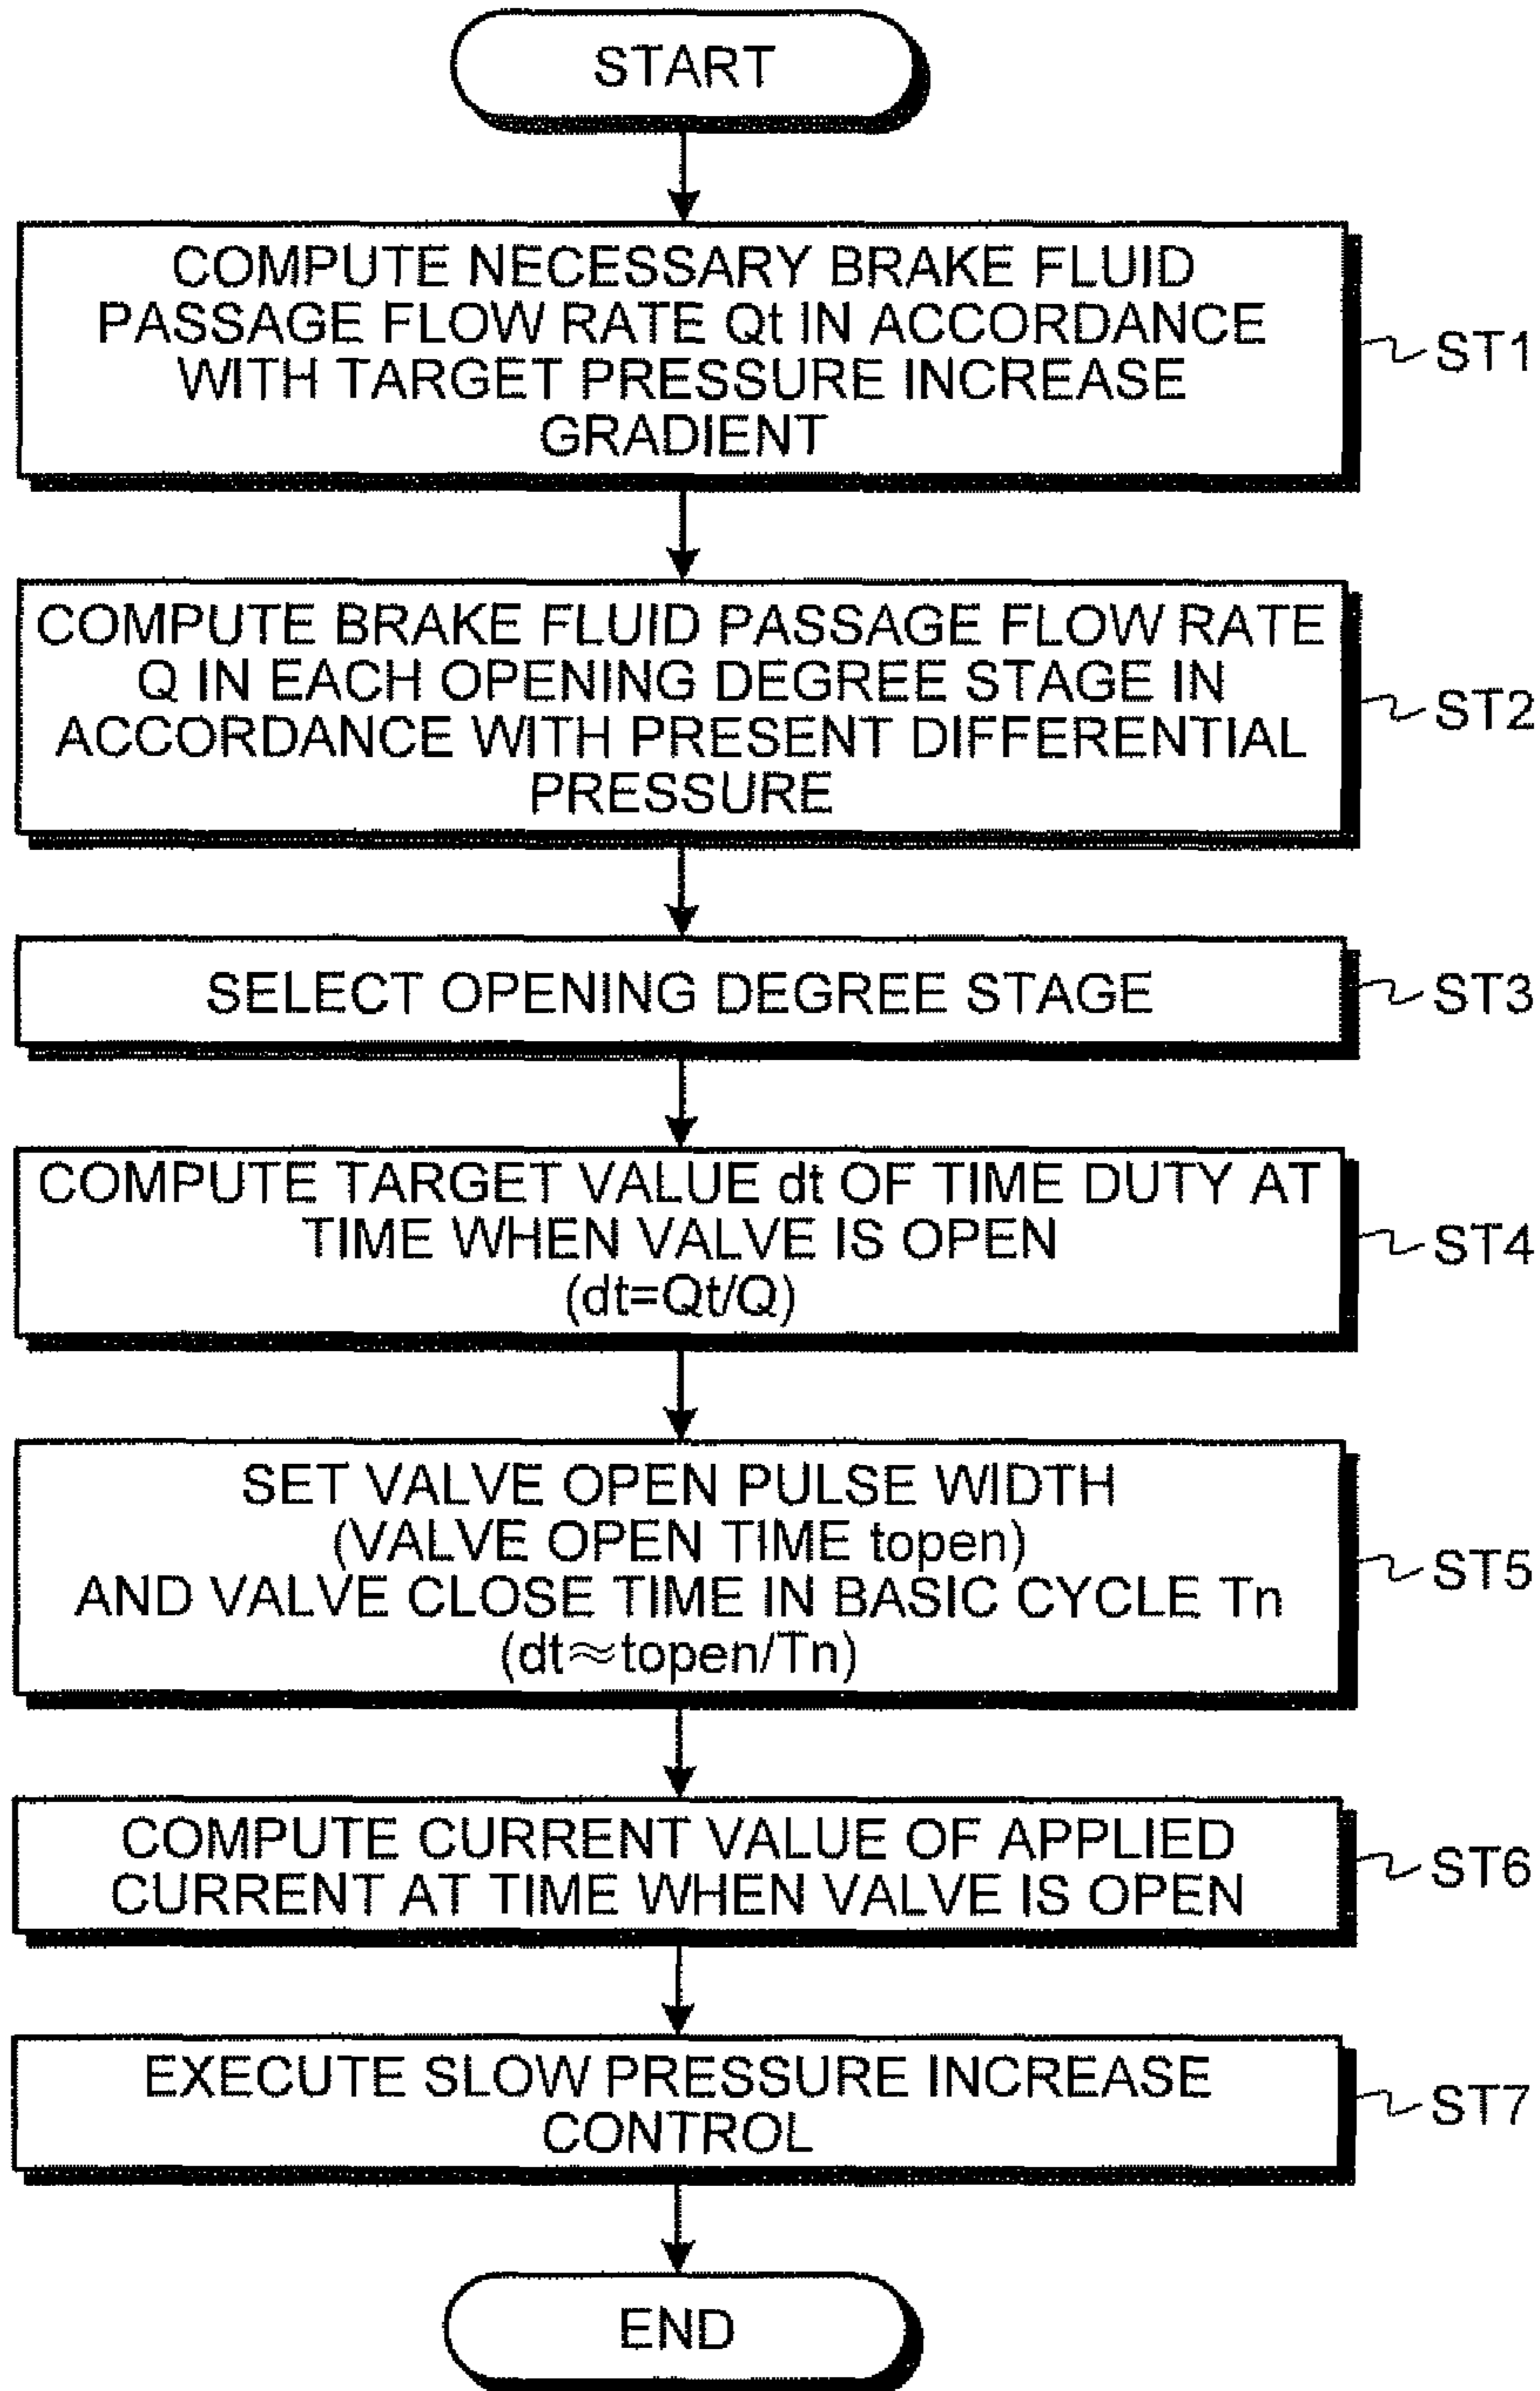 START
COMPUTE NECESSARY BRAKE FLUID
PASSAGE FLOW RATE Qt IN ACCORDANCE
WITH TARGET PRESSURE INCREASE
GRADIENT
ST1
COMPUTE BRAKE FLUID PASSAGE FLOW RATE
Q IN EACH OPENING DEGREE STAGE IN
ACCORDANCE WITH PRESENT DIFFERENTIAL
PRESSURE
ST2
SELECT OPENING DEGREE STAGE
ST3
COMPUTE TARGET VALUE dt OF TIME DUTY AT
TIME WHEN VALVE IS OPEN
(dt=Qt/Q)
ST4
SET VALVE OPEN PULSE WIDTH
(VALVE OPEN TIME topen)
AND VALVE CLOSE TIME IN BASIC CYCLE Tn
(dt≈topen/Tn)
ST5
COMPUTE CURRENT VALUE OF APPLIED
CURRENT AT TIME WHEN VALVE IS OPEN
ST6
EXECUTE SLOW PRESSURE INCREASE
CONTROL
ST7
END